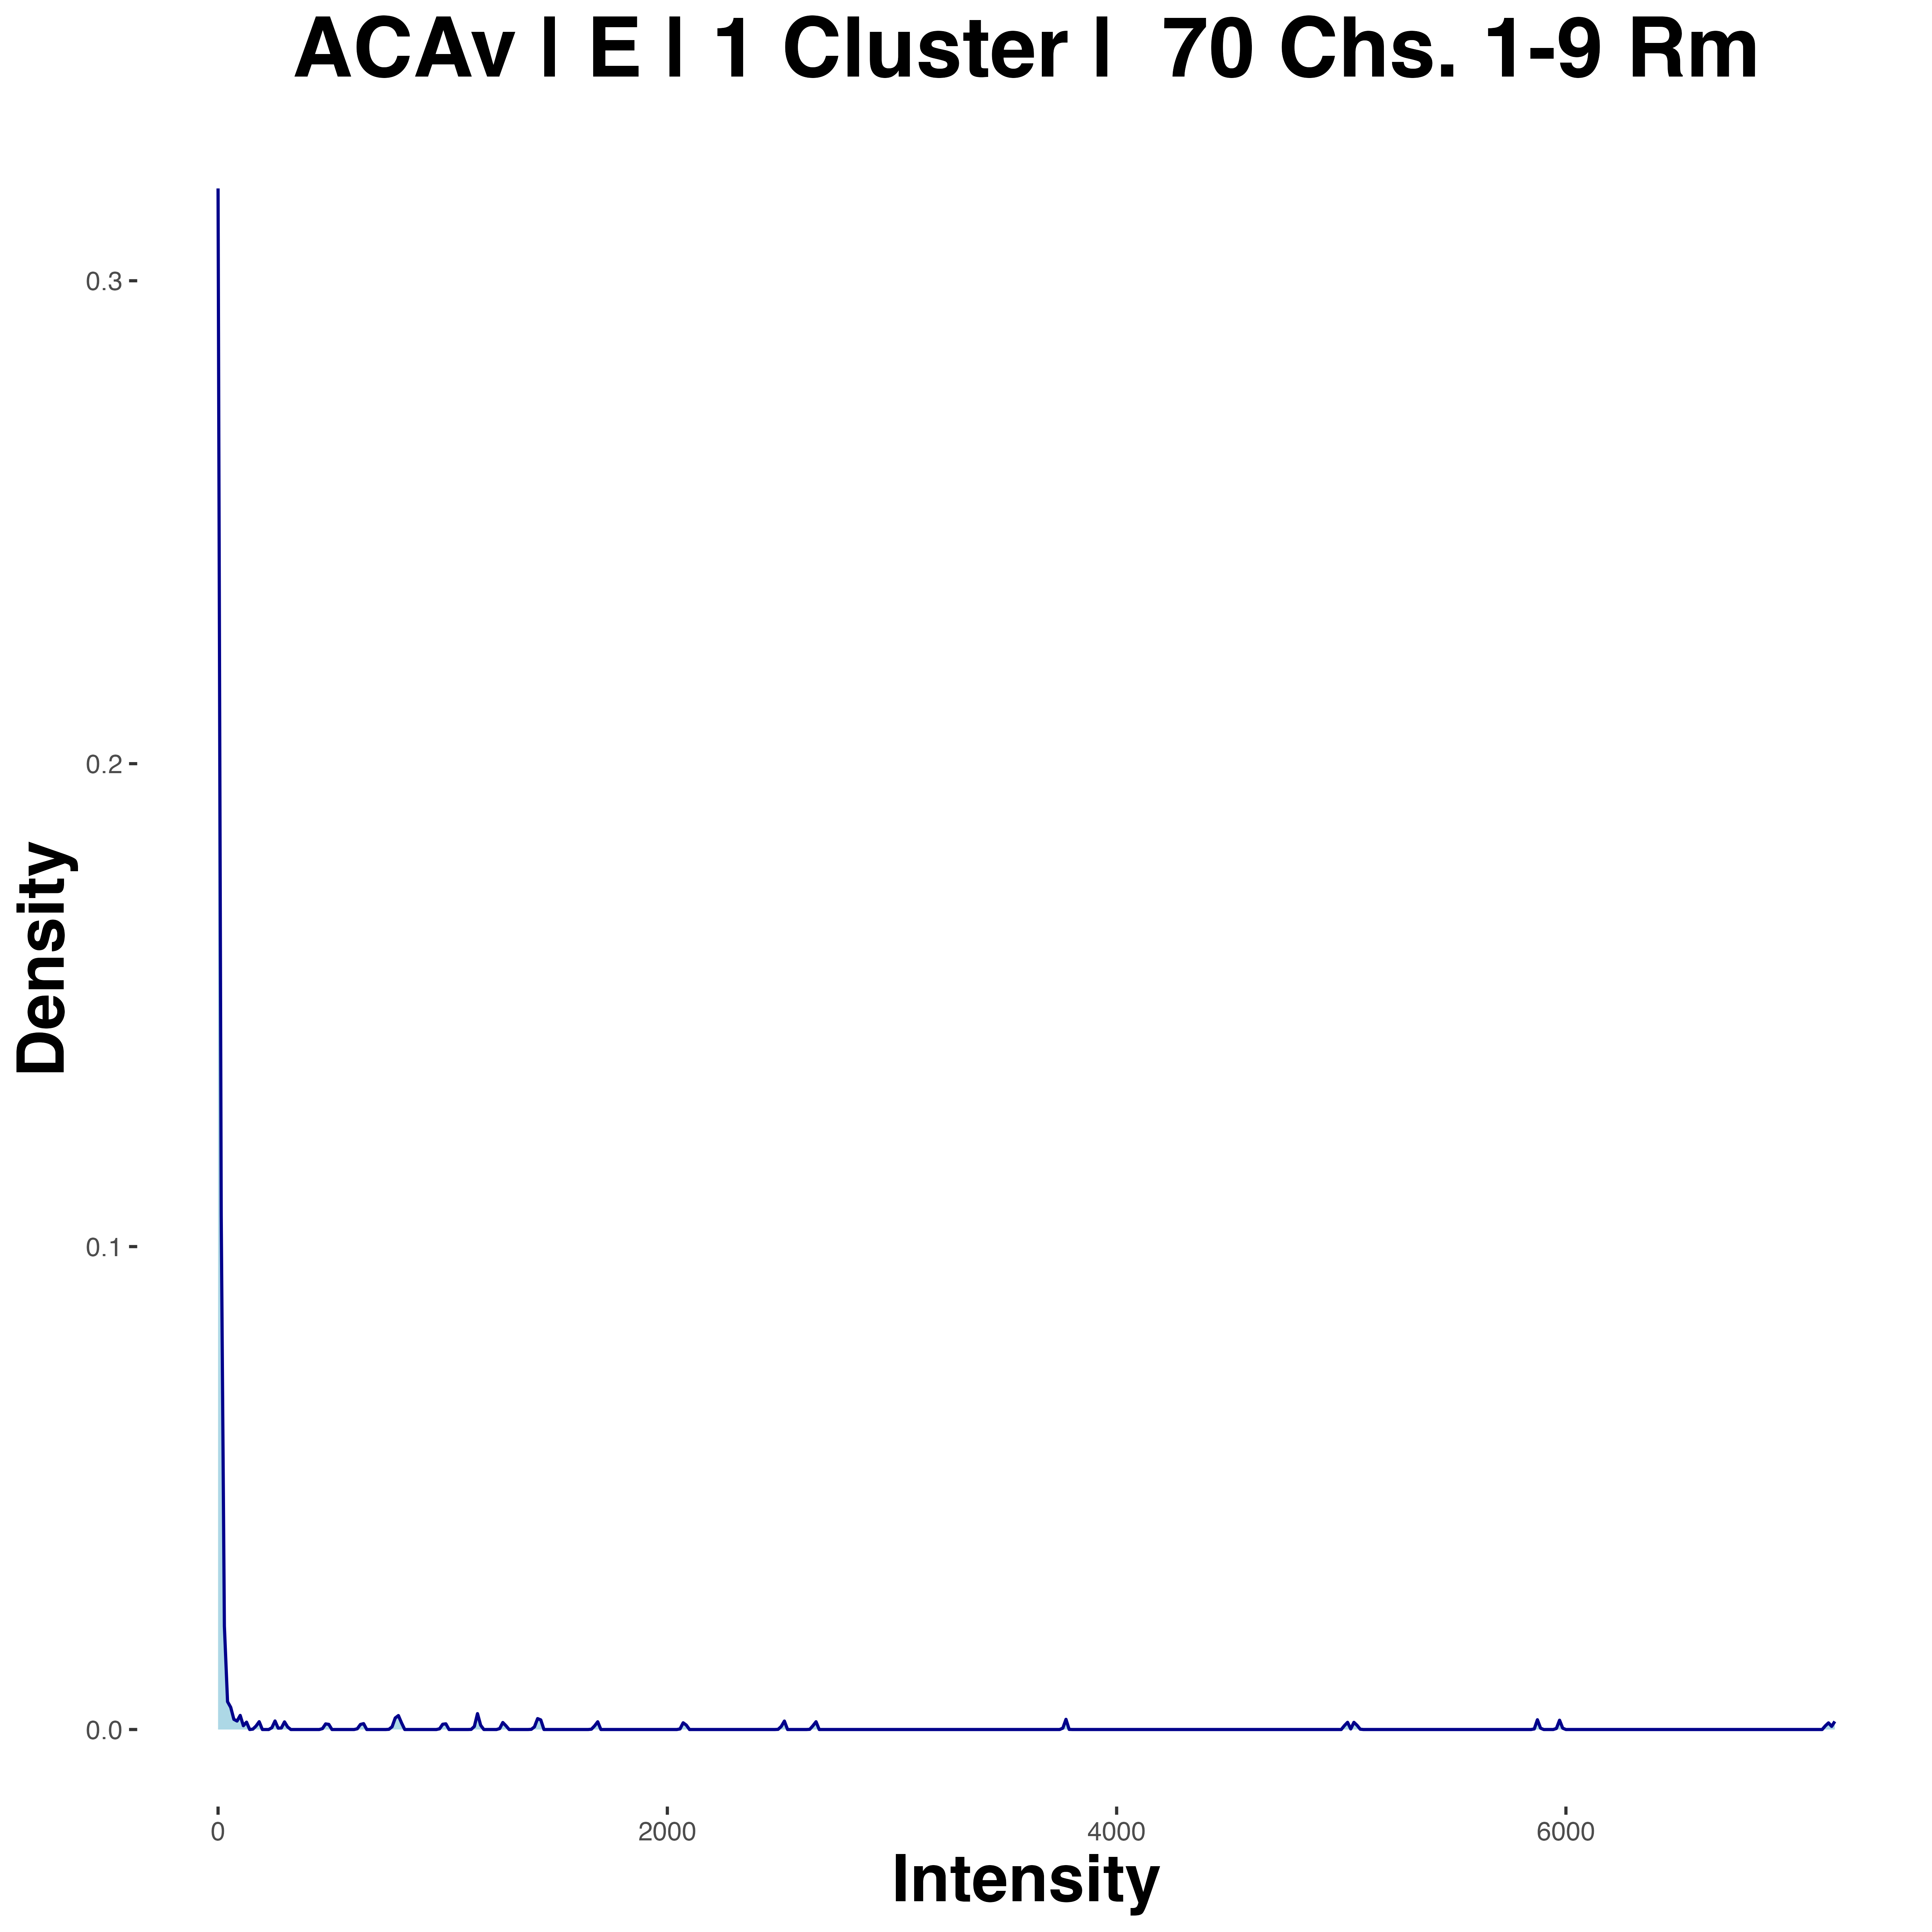 ACAv | E | 1 Cluster |  70 Chs. 1-9 Rm
0.3
0.2
0.1
0.0
Density
0 2000 4000 6000
Intensity